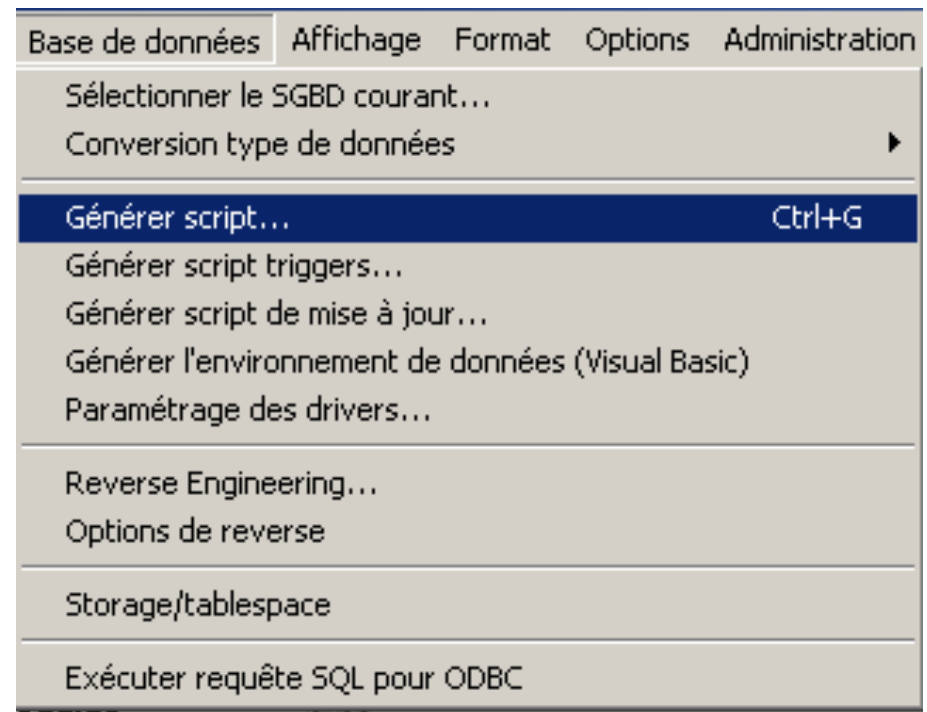 Base de données Affichage Format Options Administration
Sélectionner le SGBD courant...
Conversion type de données
Générer script... Ctrl+G
Générer script triggers...
Générer script de mise à jour...
Générer l'environnement de données (Visual Basic)
Paramétrage des drivers...
Reverse Engineering...
Options de reverse
Storage/tablespace
Exécuter requête SQL pour ODBC